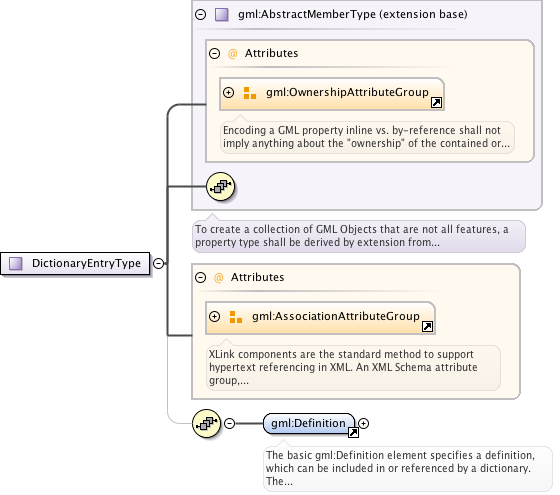 gml:AbstractMemberType (extension base)
@ Attributes
gml:OwnershipAttributeGroup
Encoding a GML property inline vs. by-reference shall not
imply anything about the "ownership" of the contained or...
To create a collection of GML Objects that are not all features, a
property type shall be derived by extension from...
DictionaryEntryType
@ Attributes
gml:AssociationAttributeGroup
XLink components are the standard method to support
hypertext referencing in XML. An XML Schema attribute
group,...
gml:Definition
The basic gml:Definition element specifies a definition,
which can be included in or referenced by a dictionary.
The...